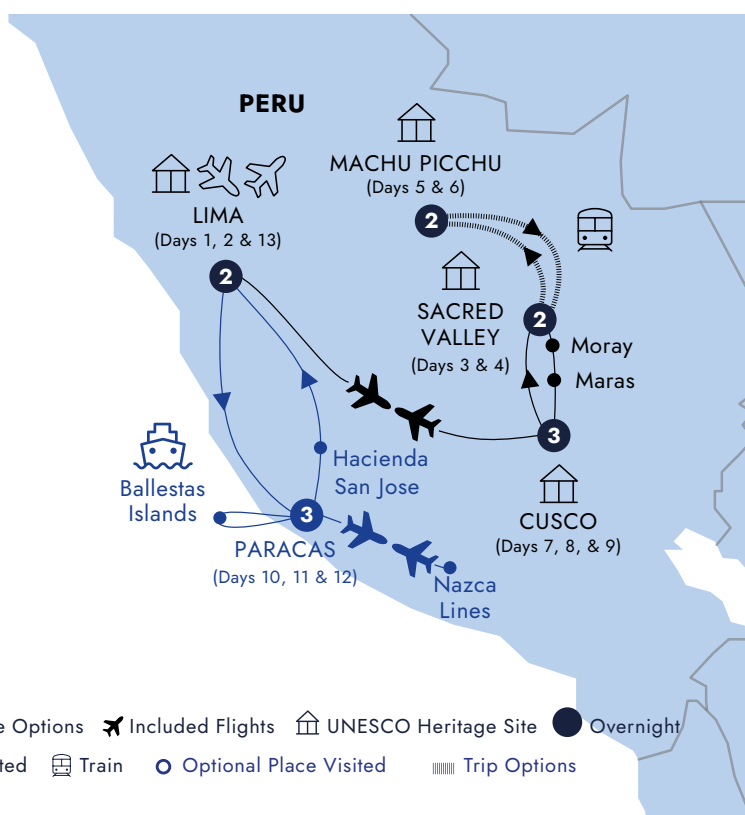 PERU
MACHU PICCHU
(Days 5 & 6)
LIMA
(Days 1, 2 & 13)
2
2
SACRED
VALLEY
(Days 3 & 4)
2
Moray
Maras
3
Hacienda
San Jose
Ballestas
Islands
3
CUSCO
(Days 7, 8, & 9)
PARACAS
(Days 10, 11 & 12)
Nazca
Lines
Options Included Flights UNESCO Heritage Site Overnight
Train Optional Place Visited Trip Options